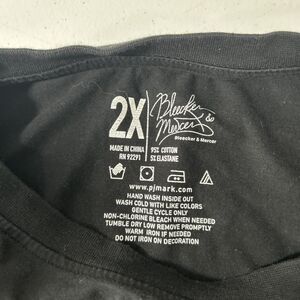 2X
Bleecker
&
Mercer
Bleecker & Mercer
MADE IN CHINA
RN 92291
95% COTTON
5% ELASTANE
www.pjmark.com
HAND WASH INSIDE OUT
WASH COLD WITH LIKE COLORS
GENTLE CYCLE ONLY
NON-CHLORINE BLEACH WHEN NEEDED
TUMBLE DRY LOW REMOVE PROMPTLY
WARM IRON IF NEEDED
DO NOT IRON ON DECORATION